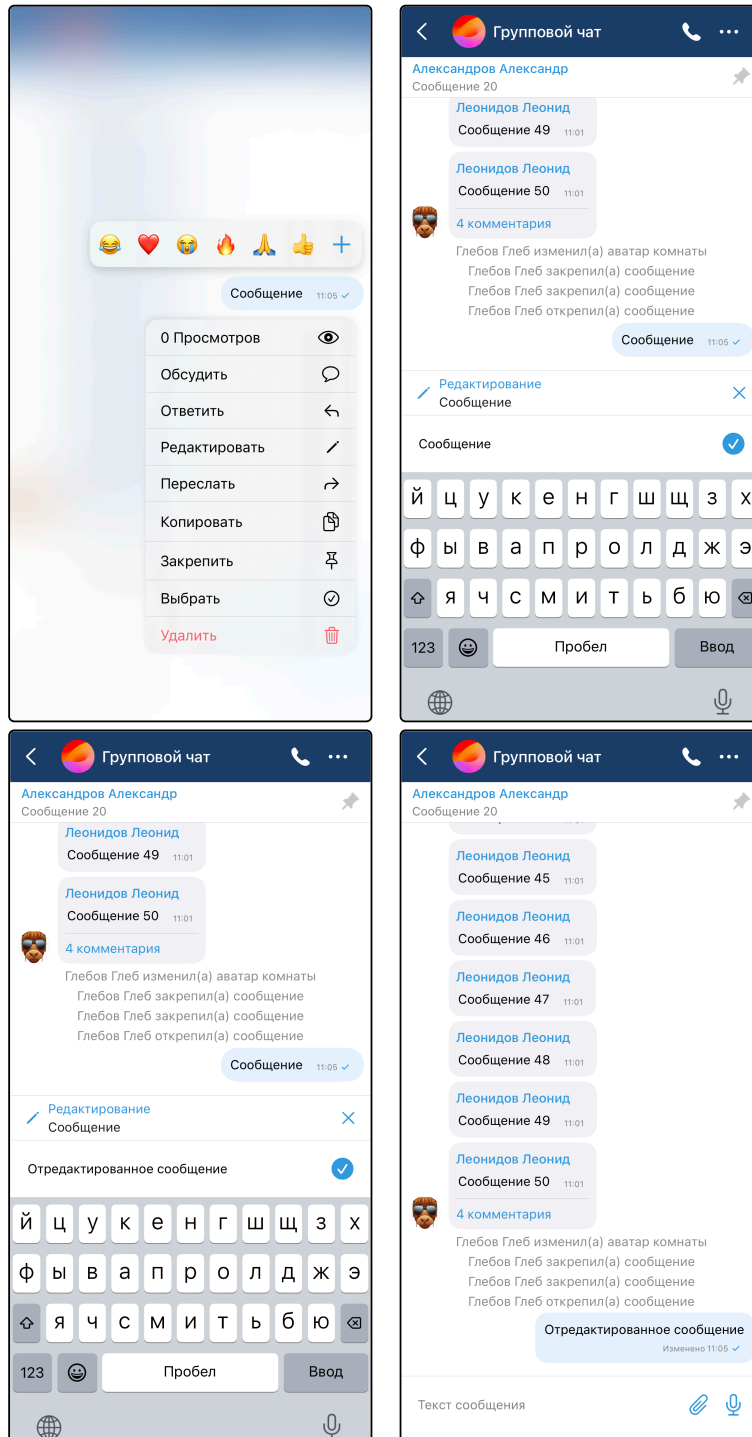 Сообщение 11:05
0 Просмотров
Обсудить
Ответить
Редактировать
Переслать
Копировать
Закрепить
Выбрать
Удалить
Групповой чат
Александров Александр
Сообщение 20
Леонидов Леонид
Сообщение 49 11:01
Леонидов Леонид
Сообщение 50 11:01
4 комментария
Глебов Глеб изменил(а) аватар комнаты
Глебов Глеб закрепил(а) сообщение
Глебов Глеб закрепил(а) сообщение
Глебов Глеб открепил(а) сообщение
Сообщение 11:05
Редактирование
Сообщение
Сообщение
й ц у к е н г ш щ з х
ф ы в а п р о л д ж э
я ч с м и т ь б ю
123 Пробел Ввод
Групповой чат
Александров Александр
Сообщение 20
Леонидов Леонид
Сообщение 49 11:01
Леонидов Леонид
Сообщение 50 11:01
4 комментария
Глебов Глеб изменил(а) аватар комнаты
Глебов Глеб закрепил(а) сообщение
Глебов Глеб закрепил(а) сообщение
Глебов Глеб открепил(а) сообщение
Сообщение 11:05
Редактирование
Сообщение
Отредактированное сообщение
й ц у к е н г ш щ з х
ф ы в а п р о л д ж э
я ч с м и т ь б ю
123 Пробел Ввод
Групповой чат
Александров Александр
Сообщение 20
Леонидов Леонид
Сообщение 45 11:01
Леонидов Леонид
Сообщение 46 11:01
Леонидов Леонид
Сообщение 47 11:01
Леонидов Леонид
Сообщение 48 11:01
Леонидов Леонид
Сообщение 49 11:01
Леонидов Леонид
Сообщение 50 11:01
4 комментария
Глебов Глеб изменил(а) аватар комнаты
Глебов Глеб закрепил(а) сообщение
Глебов Глеб закрепил(а) сообщение
Глебов Глеб открепил(а) сообщение
Отредактированное сообщение
Изменено 11:05
Текст сообщения